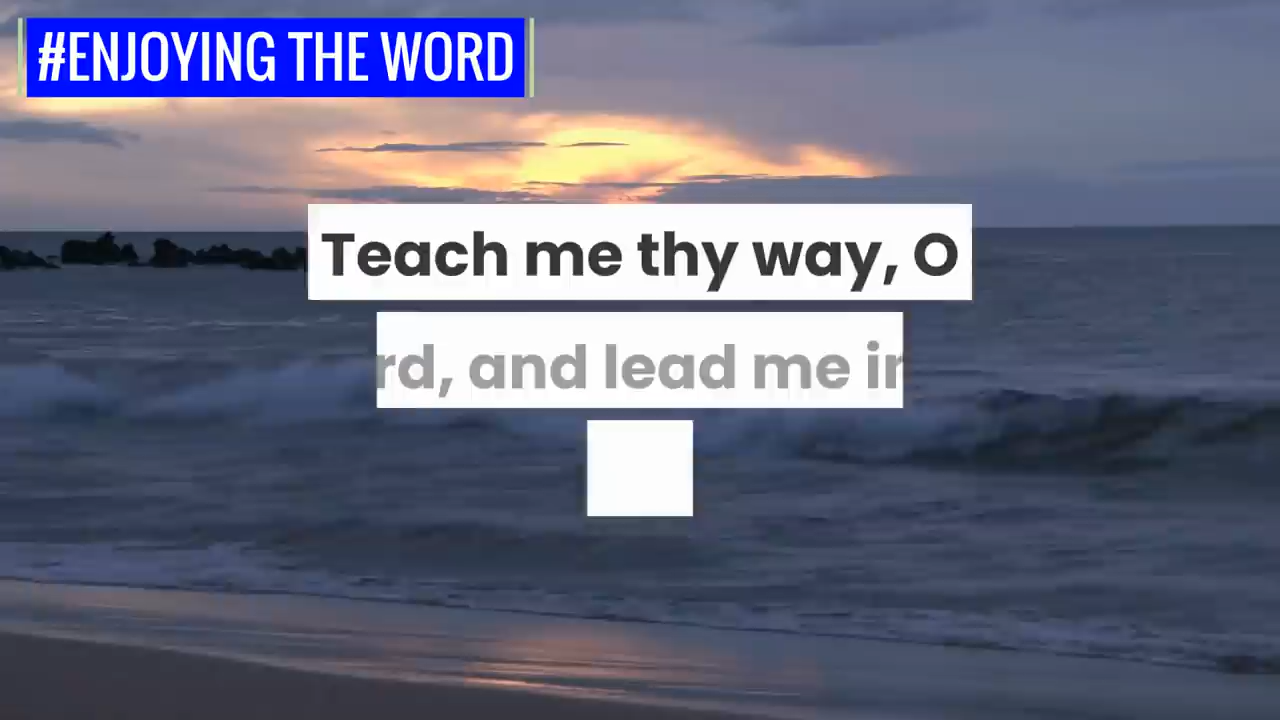 #ENJOYING THE WORD
Teach me thy way, O
rd, and lead me in